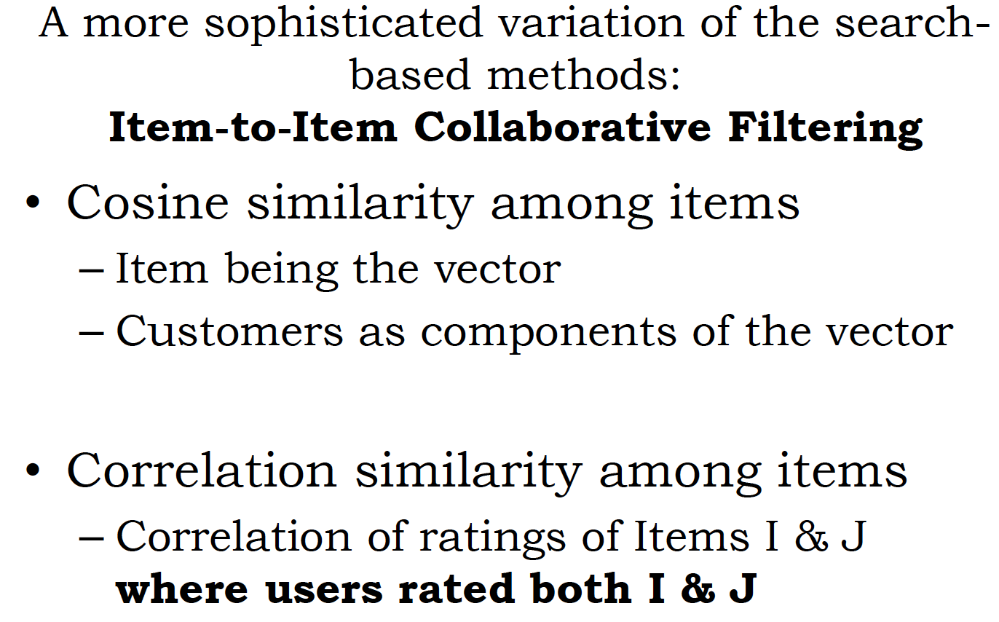 A more sophisticated variation of the search-
based methods:
Item-to-Item Collaborative Filtering
• Cosine similarity among items
– Item being the vector
– Customers as components of the vector
• Correlation similarity among items
– Correlation of ratings of Items I & J
where users rated both I & J